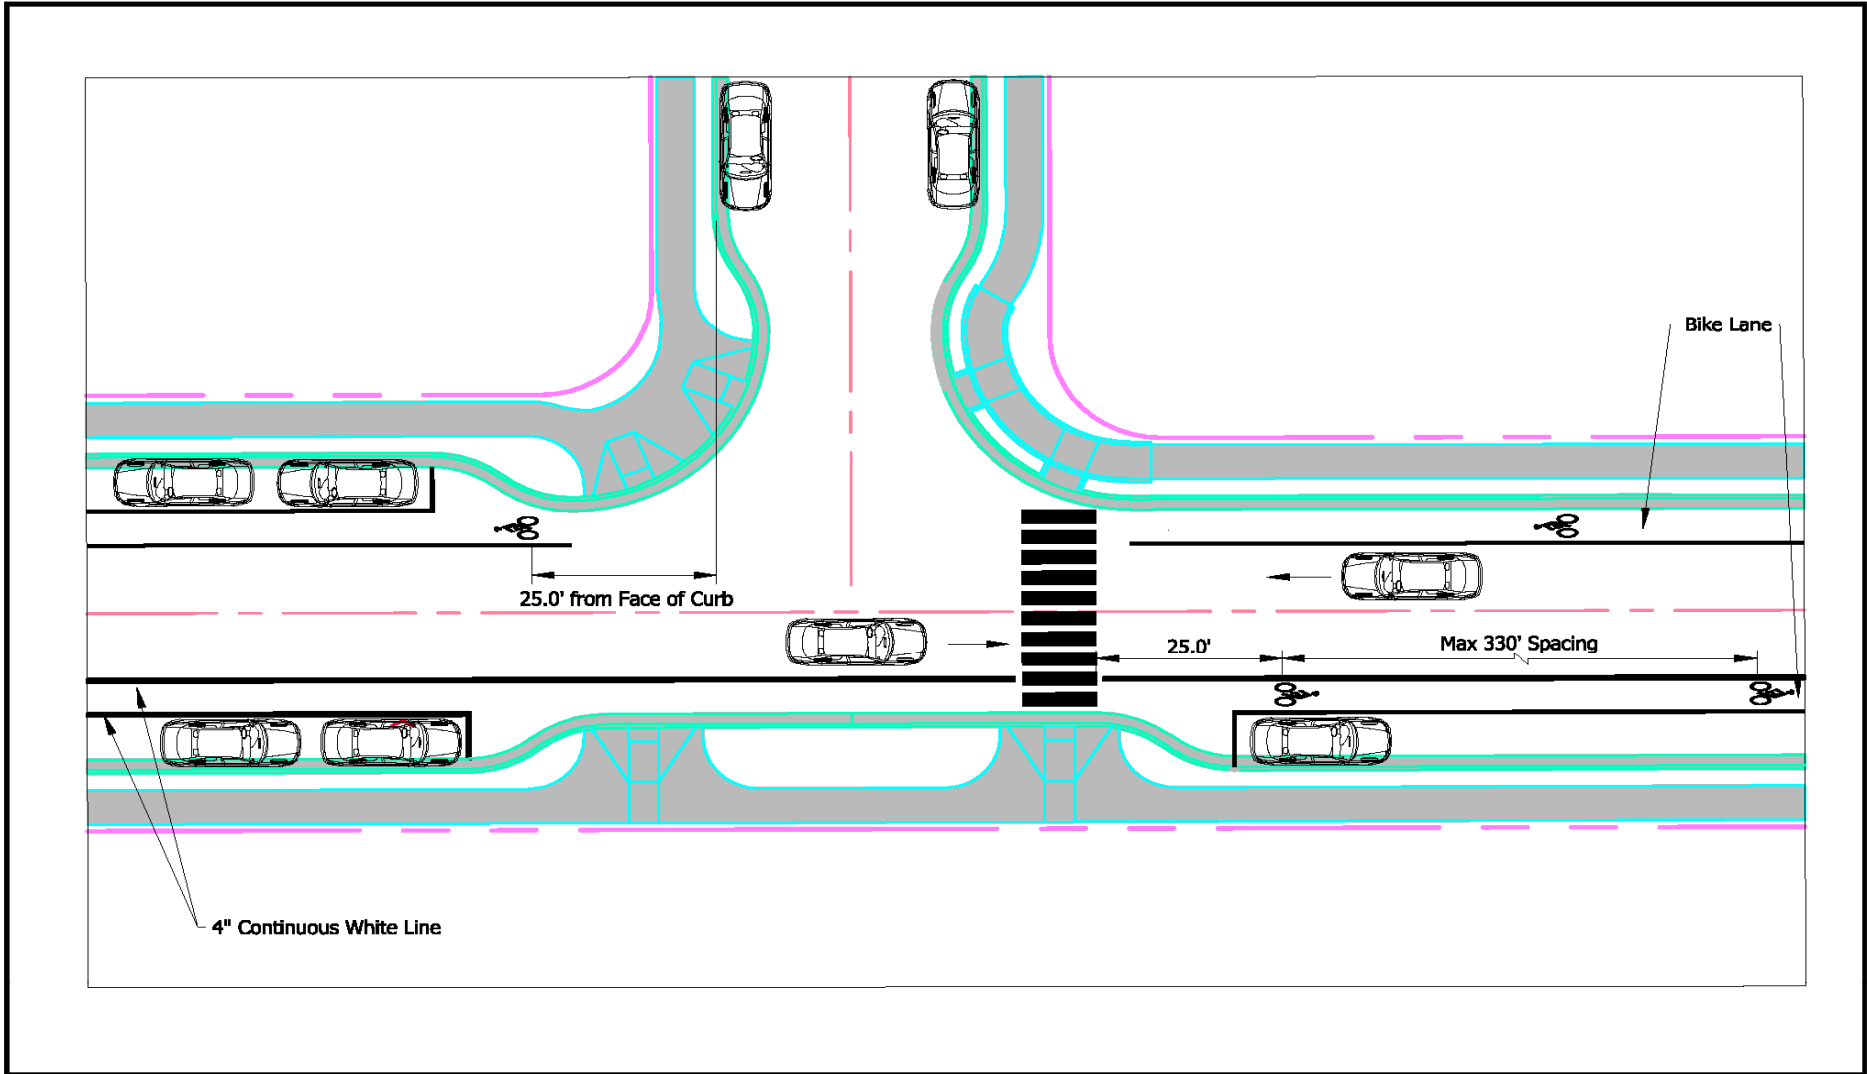 Bike Lane
25.0' from Face of Curb
25.0'
Max 330' Spacing
4" Continuous White Line